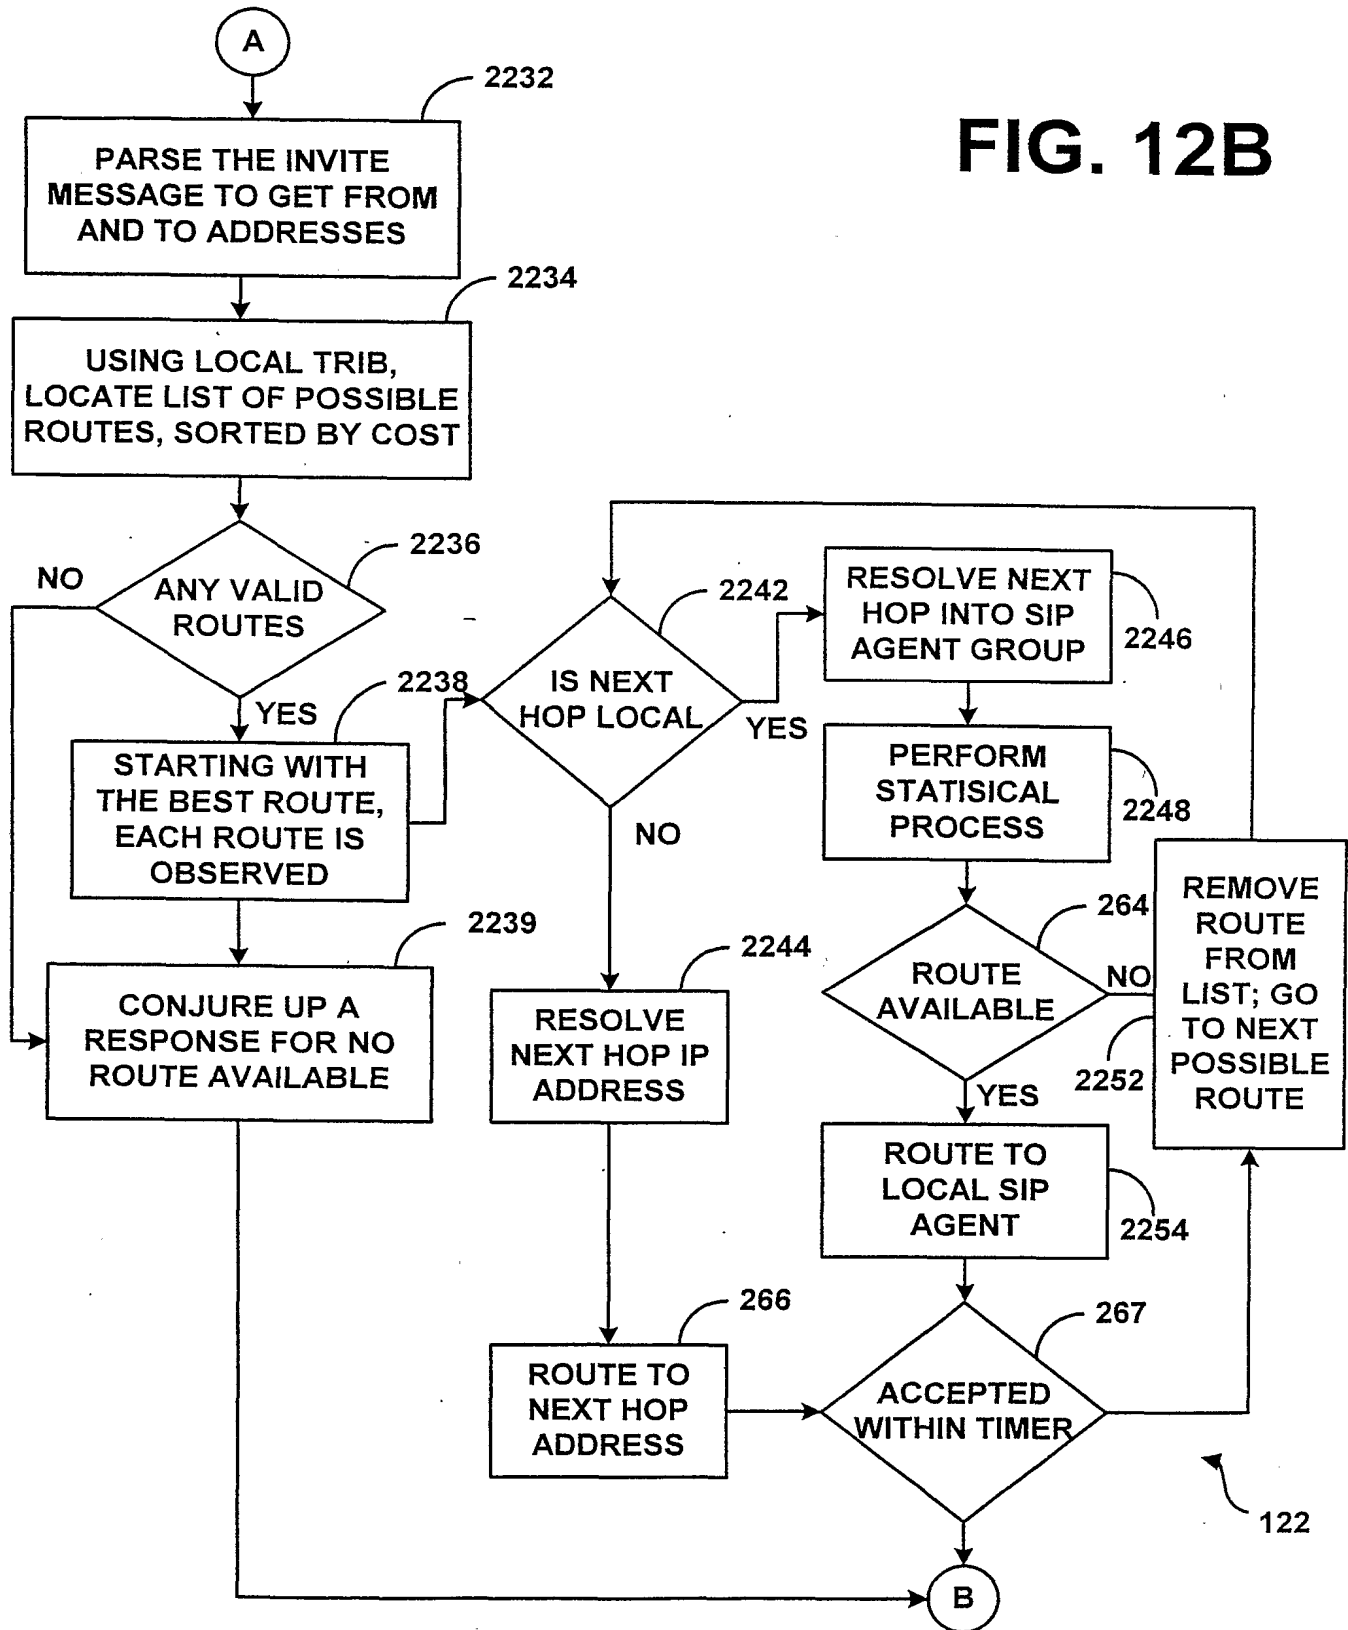 A
2232
FIG. 12B
PARSE THE INVITE
MESSAGE TO GET FROM
AND TO ADDRESSES
2234
USING LOCAL TRIB,
LOCATE LIST OF POSSIBLE
ROUTES, SORTED BY COST
2236
NO
ANY VALID
ROUTES
YES
2238
STARTING WITH
THE BEST ROUTE,
EACH ROUTE IS
OBSERVED
2239
CONJURE UP A
RESPONSE FOR NO
ROUTE AVAILABLE
2242
IS NEXT
HOP LOCAL
YES
NO
2244
RESOLVE
NEXT HOP IP
ADDRESS
266
ROUTE TO
NEXT HOP
ADDRESS
RESOLVE NEXT
HOP INTO SIP
AGENT GROUP
2246
PERFORM
STATISICAL
PROCESS
2248
264
ROUTE
AVAILABLE
NO
YES
2252
REMOVE
ROUTE
FROM
LIST; GO
TO NEXT
POSSIBLE
ROUTE
ROUTE TO
LOCAL SIP
AGENT
2254
267
ACCEPTED
WITHIN TIMER
122
B